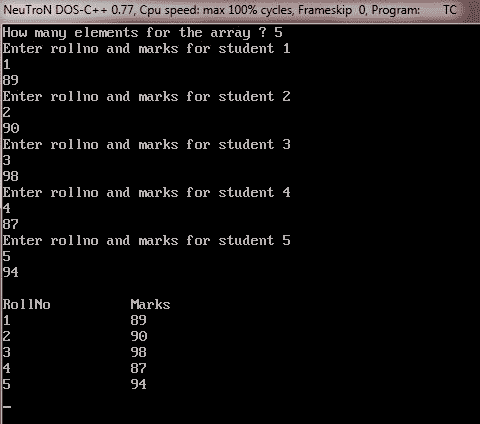 NeuTroN DOS-C++ 0.77, Cpu speed: max 100% cycles, Frameskip 0, Program: TC
How many elements for the array ? 5
Enter rollno and marks for student 1
1
89
Enter rollno and marks for student 2
2
90
Enter rollno and marks for student 3
3
98
Enter rollno and marks for student 4
4
87
Enter rollno and marks for student 5
5
94
RollNo Marks
1 89
2 90
3 98
4 87
5 94
_